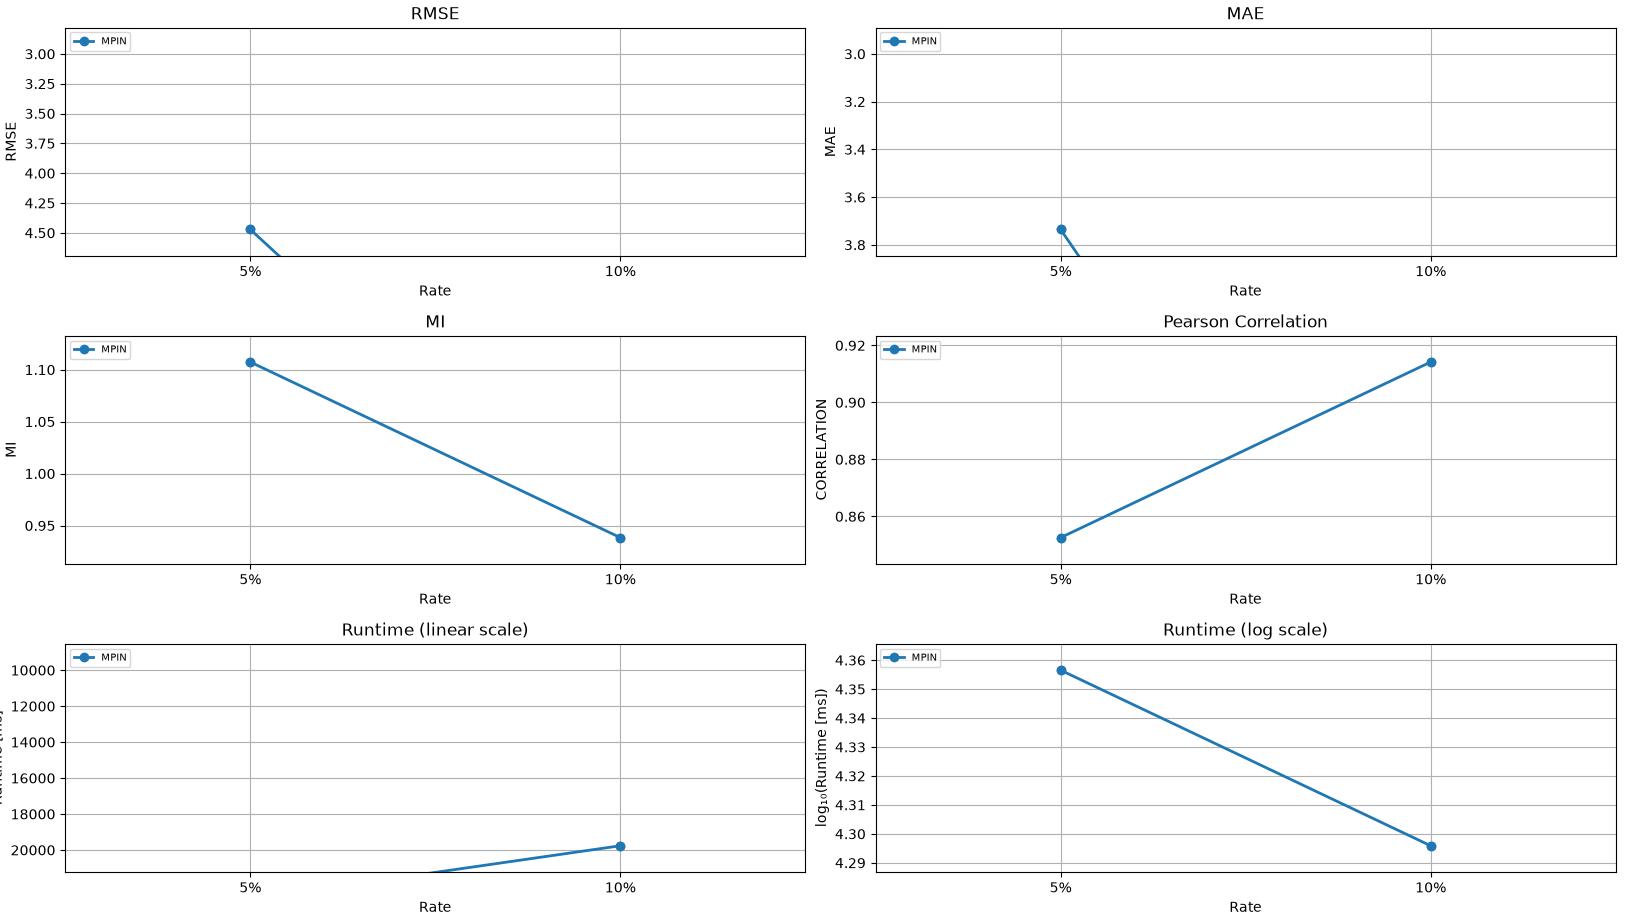 RMSE
MPIN
3.00
3.25
3.50
3.75
4.00
4.25
4.50
RMSE
5%
10%
Rate
MAE
MPIN
3.0
3.2
3.4
3.6
3.8
MAE
5%
10%
Rate
MI
MPIN
1.10
1.05
1.00
0.95
MI
5%
10%
Rate
Pearson Correlation
MPIN
0.92
0.90
0.88
0.86
CORRELATION
5%
10%
Rate
Runtime (linear scale)
MPIN
10000
12000
14000
16000
18000
20000
5%
10%
Rate
Runtime (log scale)
MPIN
4.36
4.35
4.34
4.33
4.32
4.31
4.30
4.29
log₁₀(Runtime [ms])
5%
10%
Rate